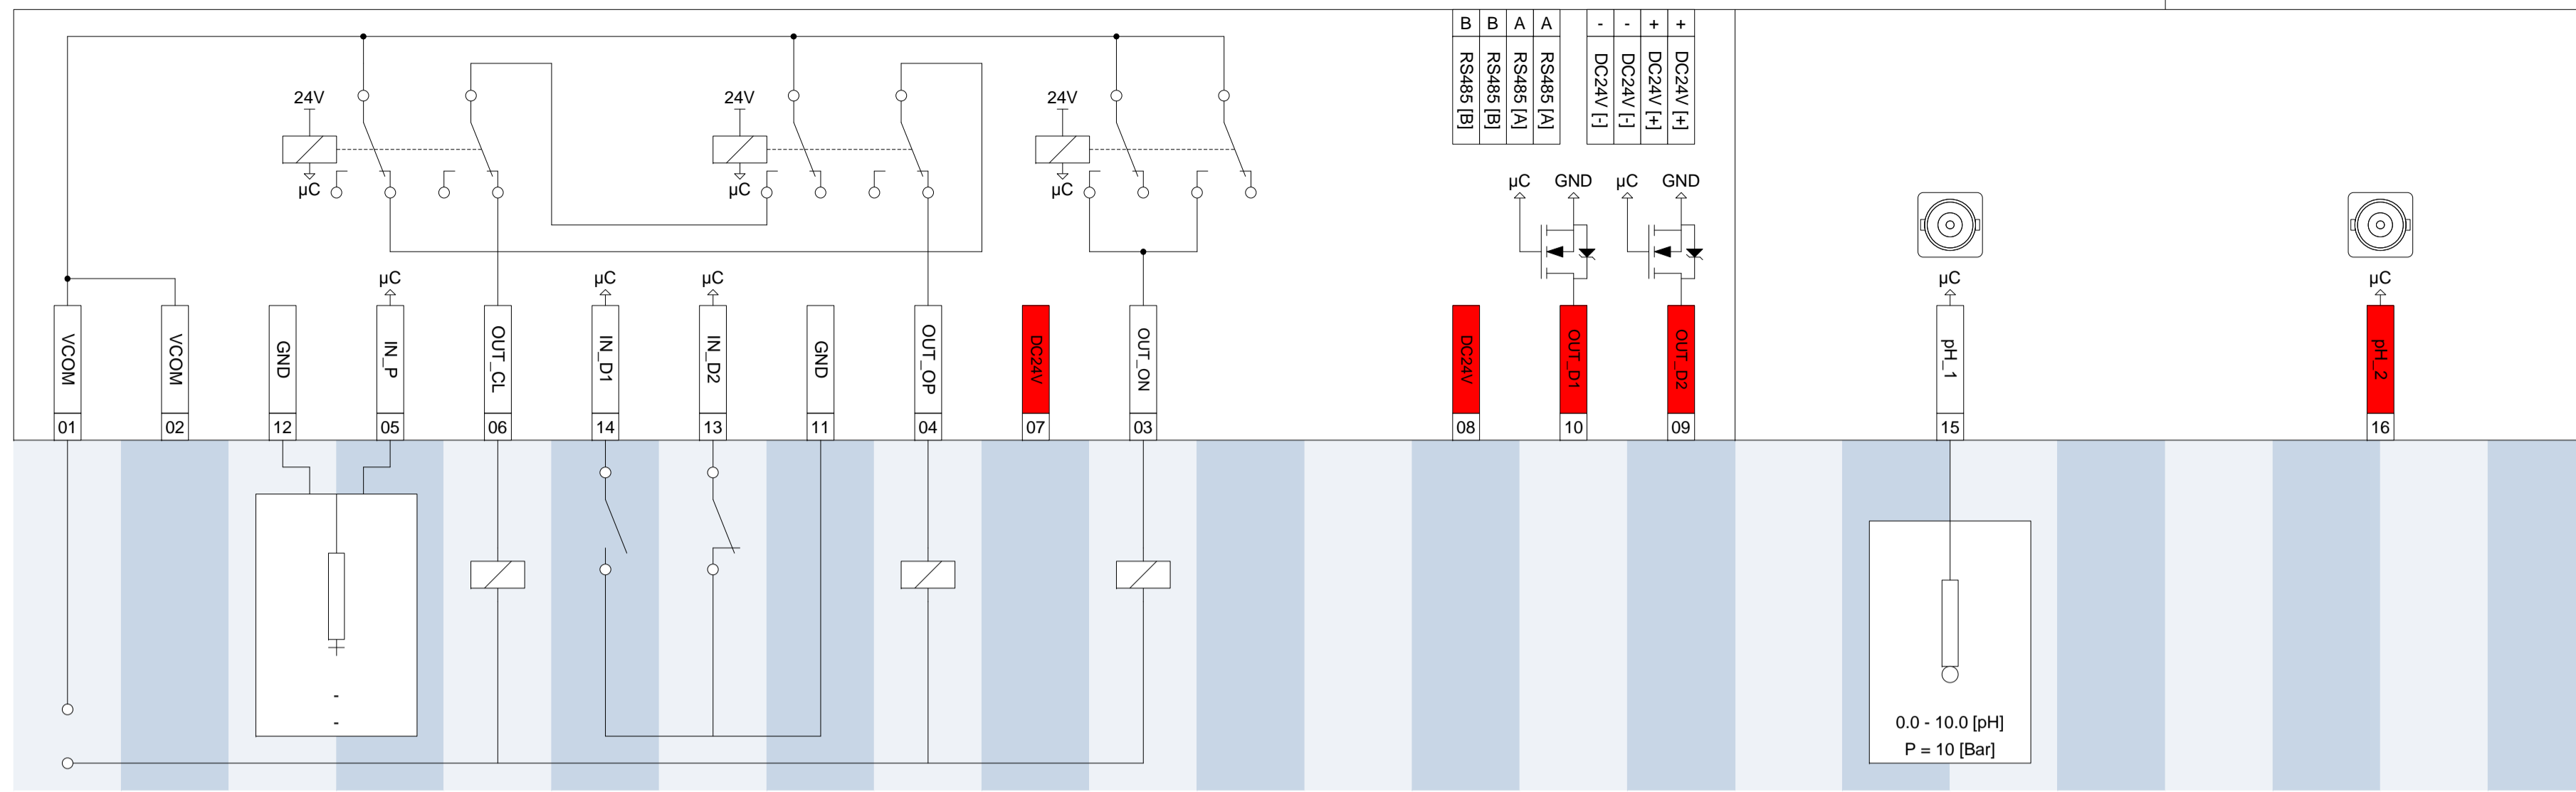 B B A A - - + +
RS485 [B] RS485 [B] RS485 [A] RS485 [A] DC24V [-] DC24V [-] DC24V [+] DC24V [+]
24V 24V 24V
µC µC µC µC GND µC GND
µC µC µC µC µC
VCOM VCOM GND IN_P OUT_CL IN_D1 IN_D2 GND OUT_OP DC24V OUT_ON DC24V OUT_D1 OUT_D2 pH_1 pH_2
01 02 12 05 06 14 13 11 04 07 03 08 10 09 15 16
-
-
0.0 - 10.0 [pH]
P = 10 [Bar]